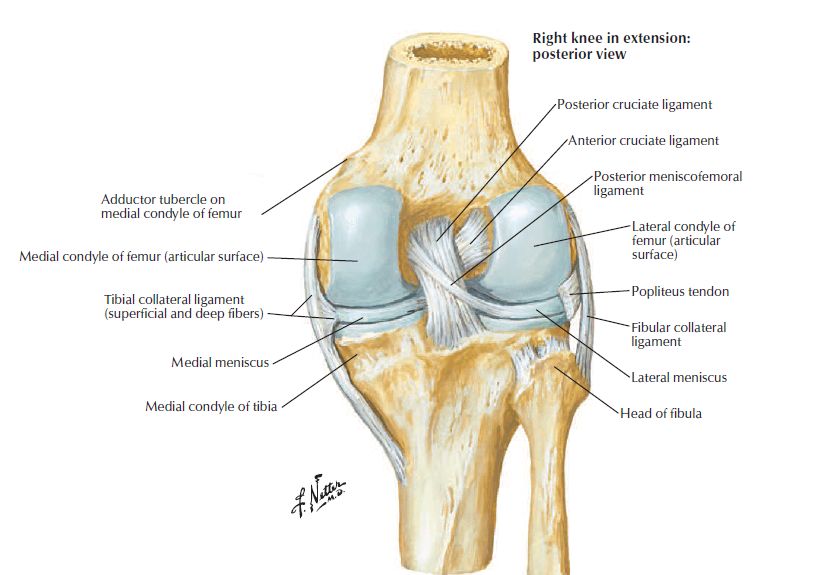 Right knee in extension:
posterior view
Posterior cruciate ligament
Anterior cruciate ligament
Posterior meniscofemoral
ligament
Lateral condyle of
femur (articular
surface)
Popliteus tendon
Fibular collateral
ligament
Lateral meniscus
Head of fibula
Adductor tubercle on
medial condyle of femur
Medial condyle of femur (articular surface)
Tibial collateral ligament
(superficial and deep fibers)
Medial meniscus
Medial condyle of tibia
F. Netter
M.D.